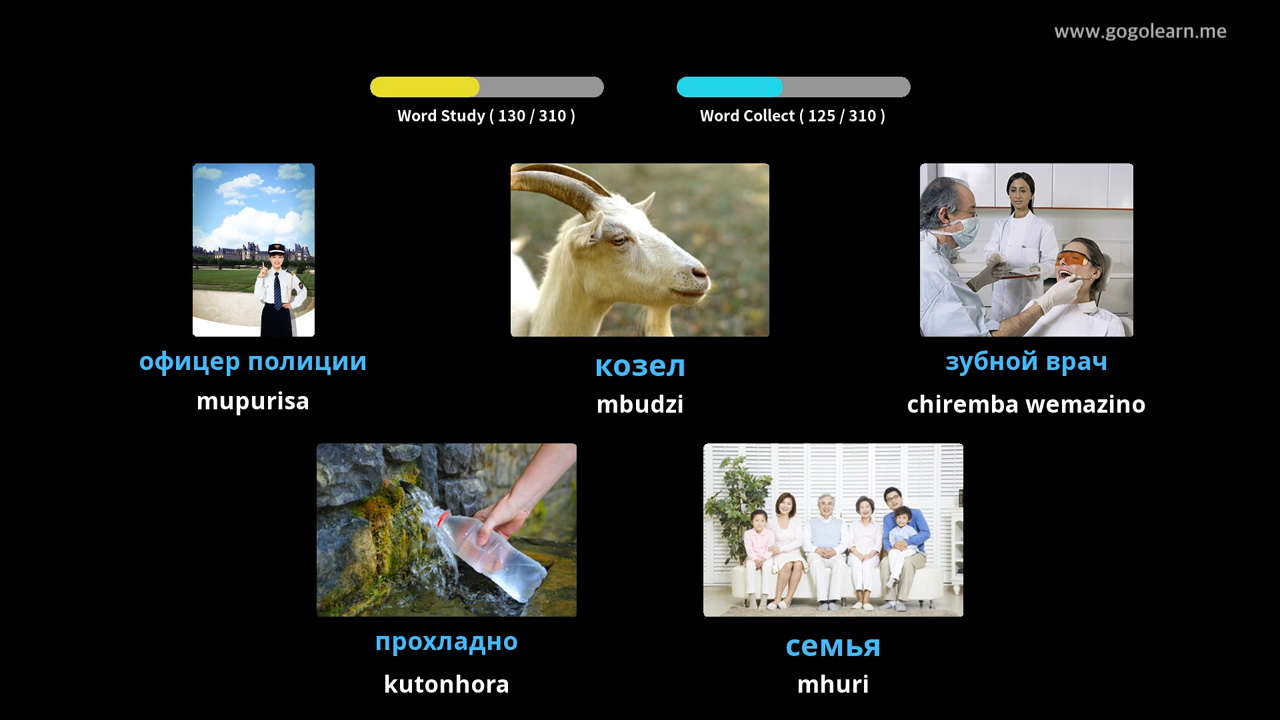 www.gogolearn.me
Word Study ( 130 / 310 )
Word Collect ( 125 / 310 )
офицер полиции
mupurisa
козел
mbudzi
зубной врач
chiremba wemazino
прохладно
kutonhora
семья
mhuri